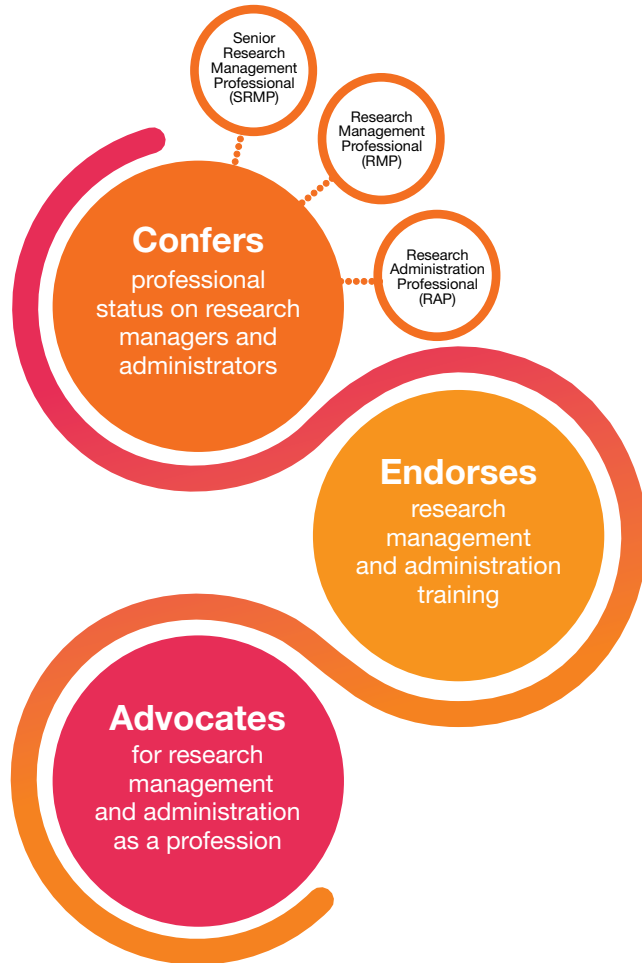 Senior
Research
Management
Professional
(SRMP)
Research
Management
Professional
(RMP)
Research
Administration
Professional
(RAP)
Confers
professional
status on research
managers and
administrators
Endorses
research
management
and administration
training
Advocates
for research
management
and administration
as a profession